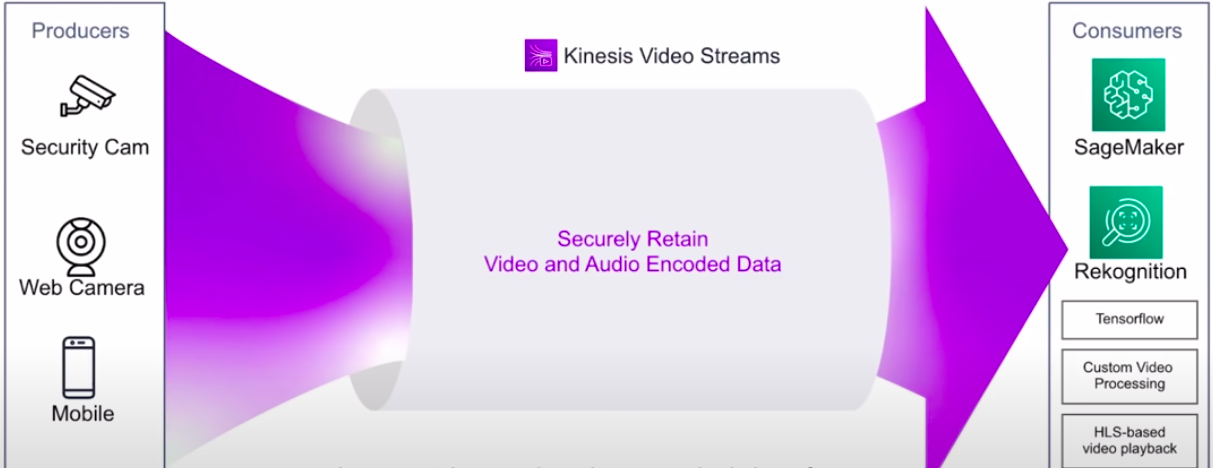 Producers
Security Cam
Web Camera
Mobile
Kinesis Video Streams
Securely Retain
Video and Audio Encoded Data
Consumers
SageMaker
Rekognition
Tensorflow
Custom Video
Processing
HLS-based
video playback